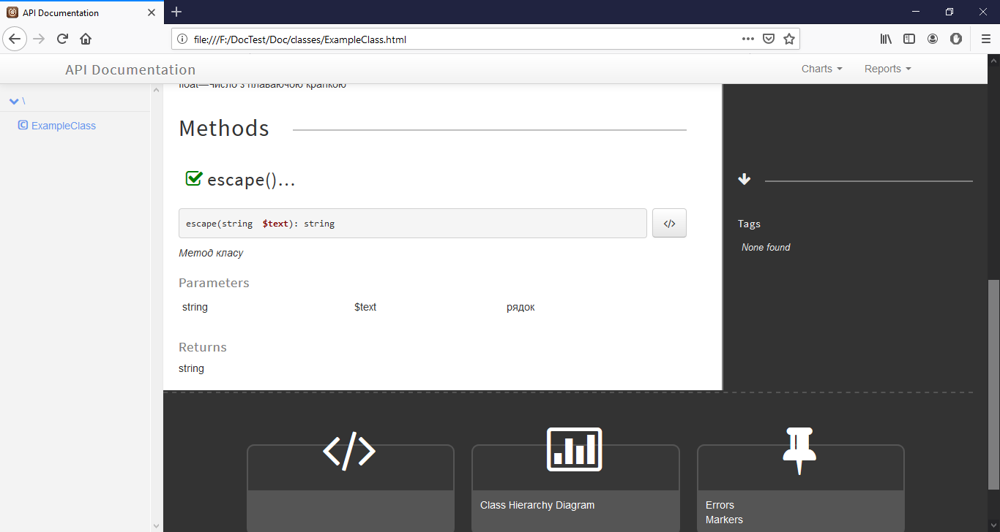 API Documentation
file:///F:/DocTest/Doc/classes/ExampleClass.html
API Documentation
Charts
Reports
\
ExampleClass
float—число з плаваючою крапкою
Methods
escape()...
escape(string $text): string
</>
Метод класу
Parameters
string $text рядок
Returns
string
Tags
None found
</>
Class Hierarchy Diagram
Errors
Markers